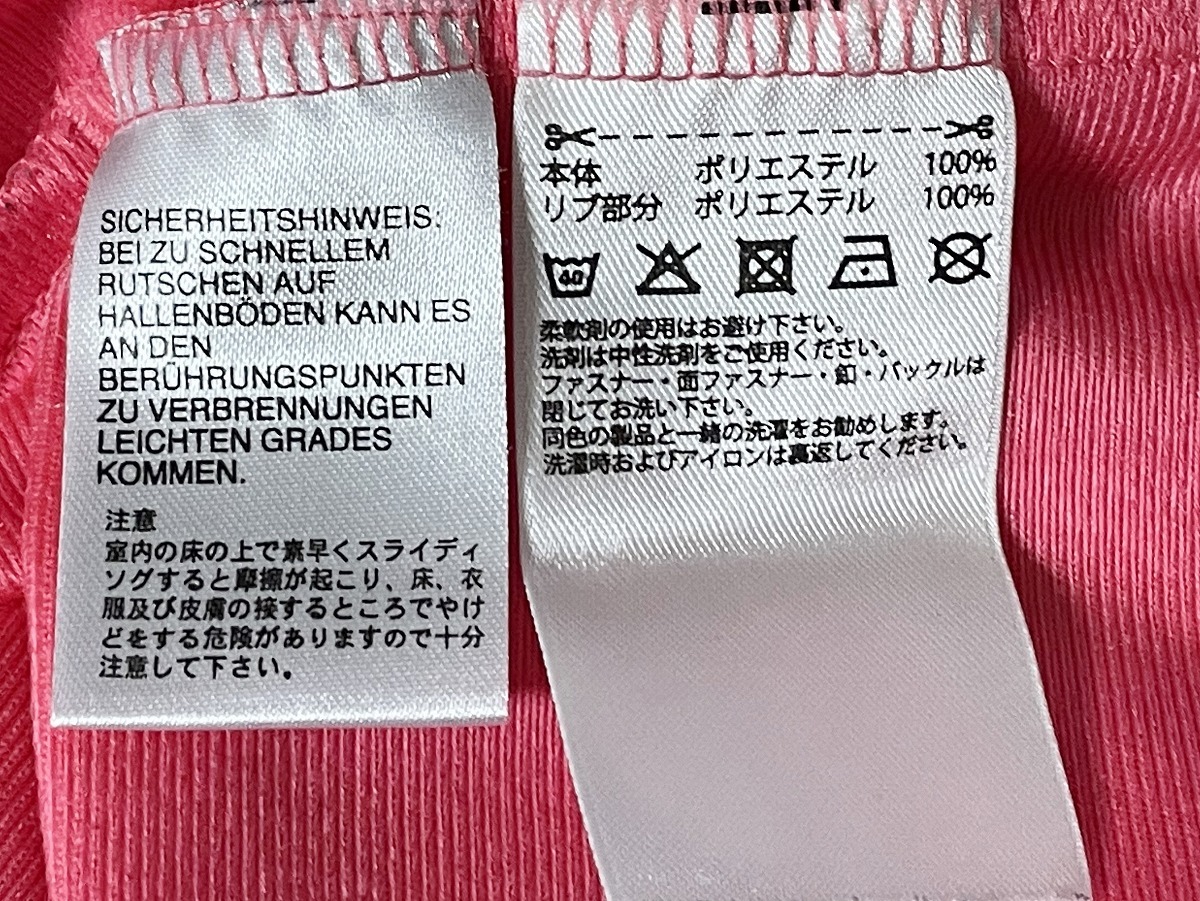 SICHERHEITSHINWEIS:
BEI ZU SCHNELLEM
RUTSCHEN AUF
HALLENBÖDEN KANN ES
AN DEN
BERÜHRUNGSPUNKTEN
ZU VERBRENNUNGEN
LEICHTEN GRADES
KOMMEN.
注意
室内の床の上で素早くスライディ
ングすると摩擦が起こり、床、衣
服及び皮膚の接するところでやけ
どをする危険がありますので十分
注意して下さい。
本体 ポリエステル 100%
リブ部分 ポリエステル 100%
40
柔軟剤の使用はお避け下さい。
洗剤は中性洗剤をご使用ください。
ファスナー・面ファスナー・釦・バックルは
閉じてお洗い下さい。
同色の製品と一緒の洗濯をお勧めします。
洗濯時およびアイロンは裏返してください。